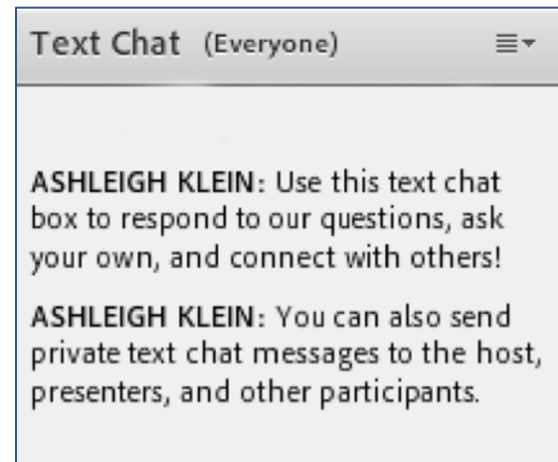 Text Chat (Everyone)
ASHLEIGH KLEIN: Use this text chat
box to respond to our questions, ask
your own, and connect with others!
ASHLEIGH KLEIN: You can also send
private text chat messages to the host,
presenters, and other participants.